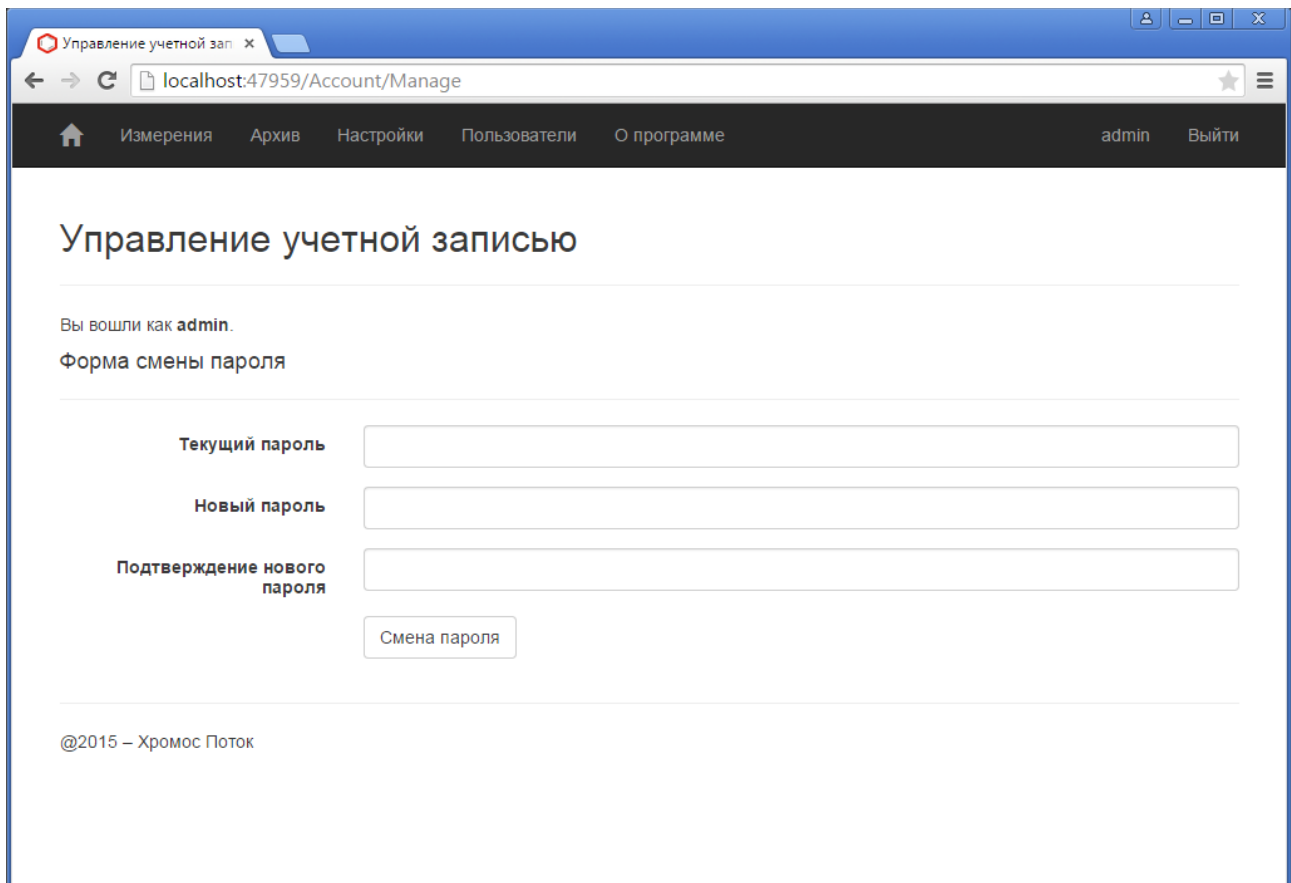 Управление учетной зап
localhost:47959/Account/Manage
Измерения Архив Настройки Пользователи О программе admin Выйти
Управление учетной записью
Вы вошли как admin.
Форма смены пароля
Текущий пароль
Новый пароль
Подтверждение нового
пароля
Смена пароля
@2015 – Хромос Поток